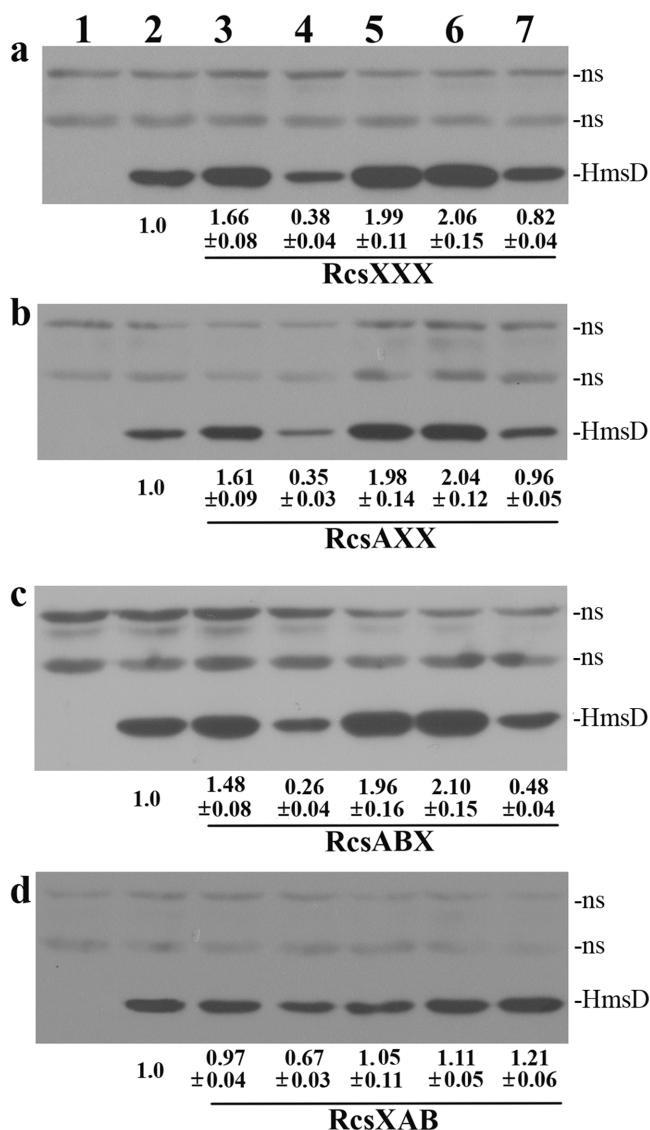 1 2 3 4 5 6 7
a
-ns
-ns
-HmsD
1.0 1.66 0.38 1.99 2.06 0.82
±0.08 ±0.04 ±0.11 ±0.15 ±0.04
RcsXXX
b
-ns
-ns
-HmsD
1.0 1.61 0.35 1.98 2.04 0.96
±0.09 ±0.03 ±0.14 ±0.12 ±0.05
RcsAXX
c
-ns
-ns
-HmsD
1.0 1.48 0.26 1.96 2.10 0.48
±0.08 ±0.04 ±0.16 ±0.15 ±0.04
RcsABX
d
-ns
-ns
-HmsD
1.0 0.97 0.67 1.05 1.11 1.21
±0.04 ±0.03 ±0.11 ±0.05 ±0.06
RcsXAB